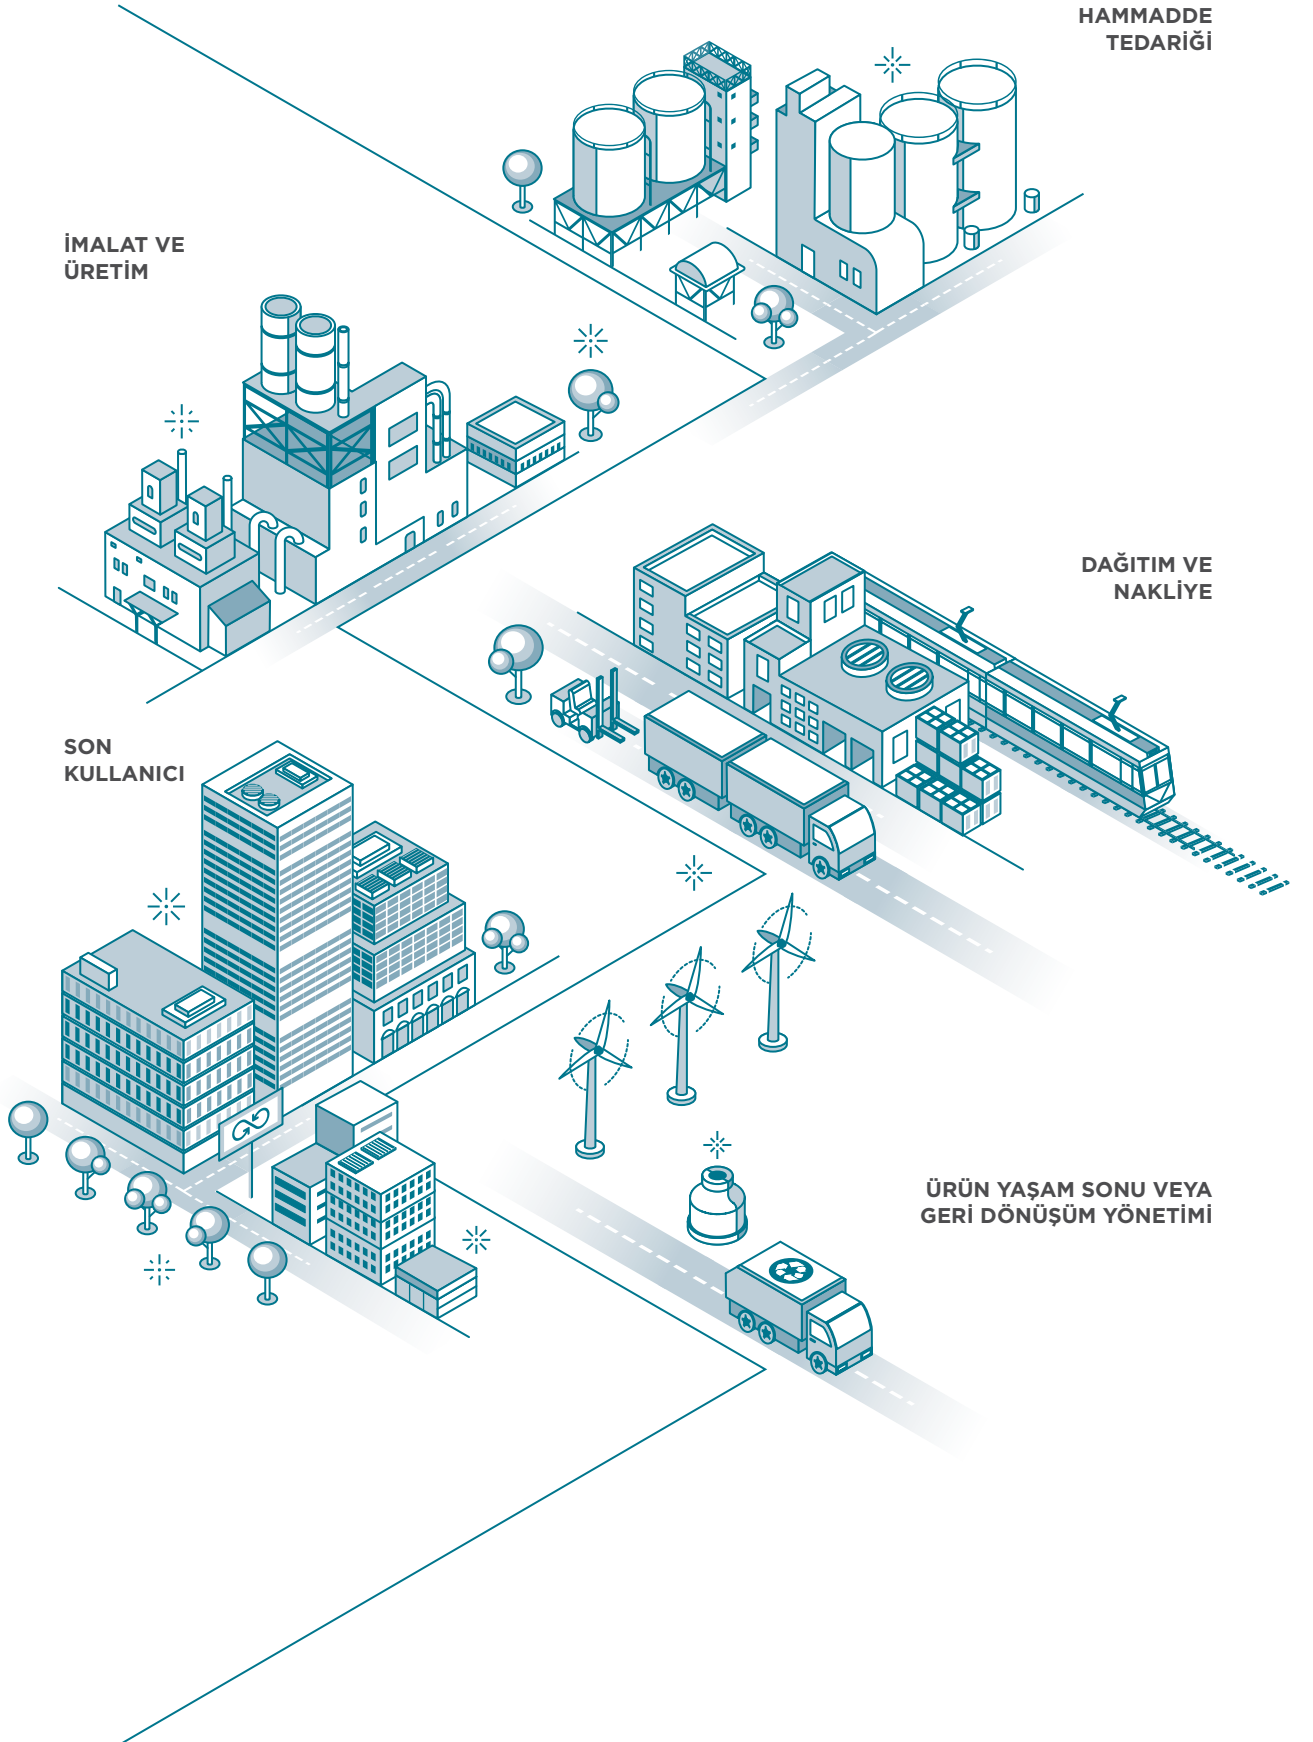 HAMMADDE
TEDARİĞİ
İMALAT VE
ÜRETİM
DAĞITIM VE
NAKLİYE
SON
KULLANICI
ÜRÜN YAŞAM SONU VEYA
GERİ DÖNÜŞÜM YÖNETİMİ